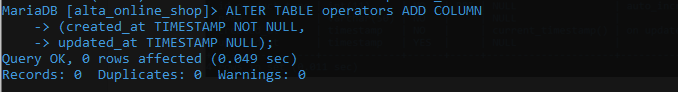 MariaDB [alta_online_shop]> ALTER TABLE operators ADD COLUMN
-> (created_at TIMESTAMP NOT NULL,
-> updated_at TIMESTAMP NULL);
Query OK, 0 rows affected (0.049 sec)
Records: 0 Duplicates: 0 Warnings: 0